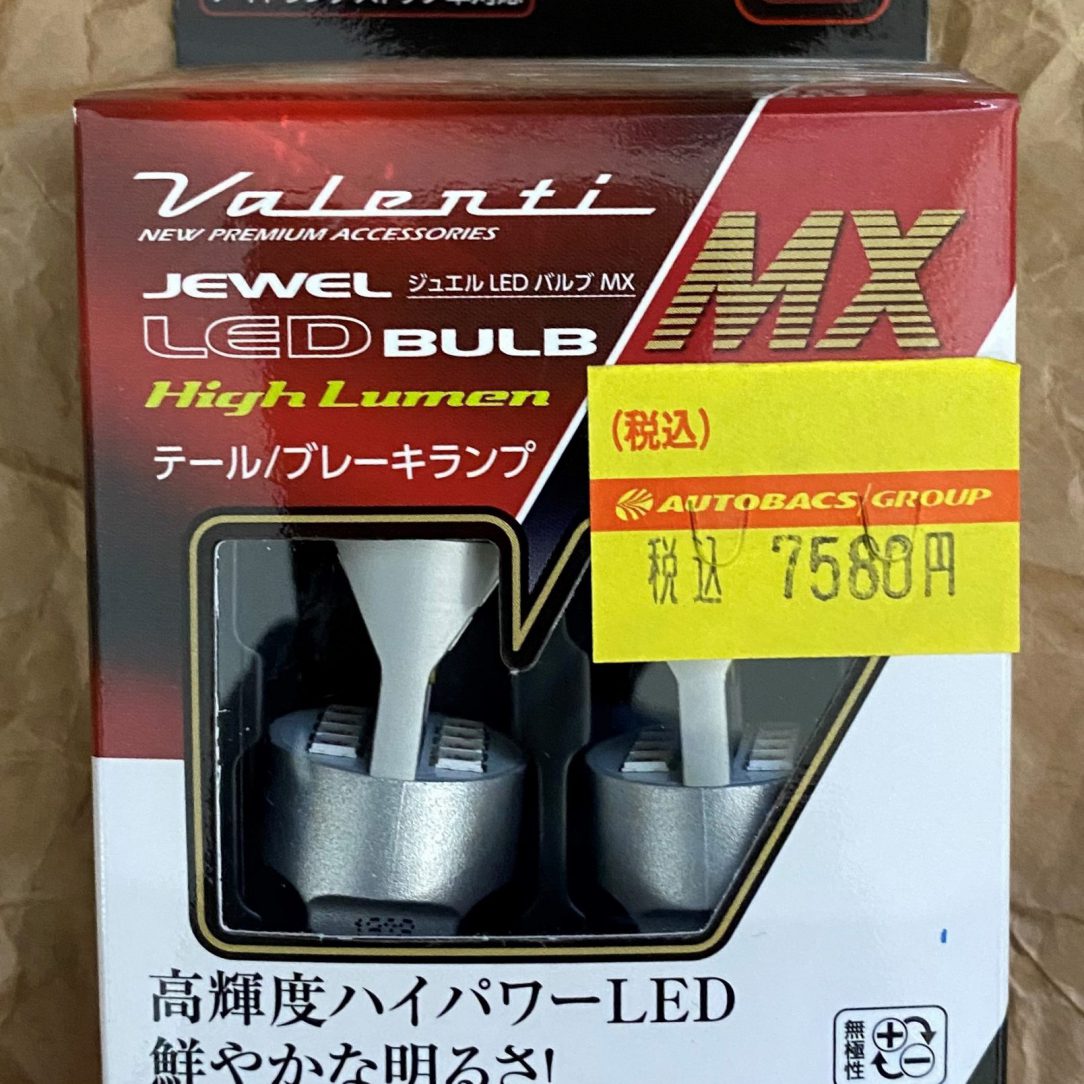 Valenti
NEW PREMIUM ACCESSORIES
JEWEL ジュエル LED バルブ MX
LED BULB
High Lumen
テール/ブレーキランプ
MX
(税込)
AUTOBACS/GROUP
税込 7580円
高輝度ハイパワーLED
鮮やかな明るさ!
無極性